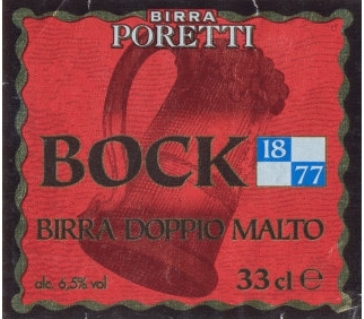 BIRRA
PORETTI
BOCK 18 77
BIRRA DOPPIO MALTO
alc. 6,5% vol 33 cl e